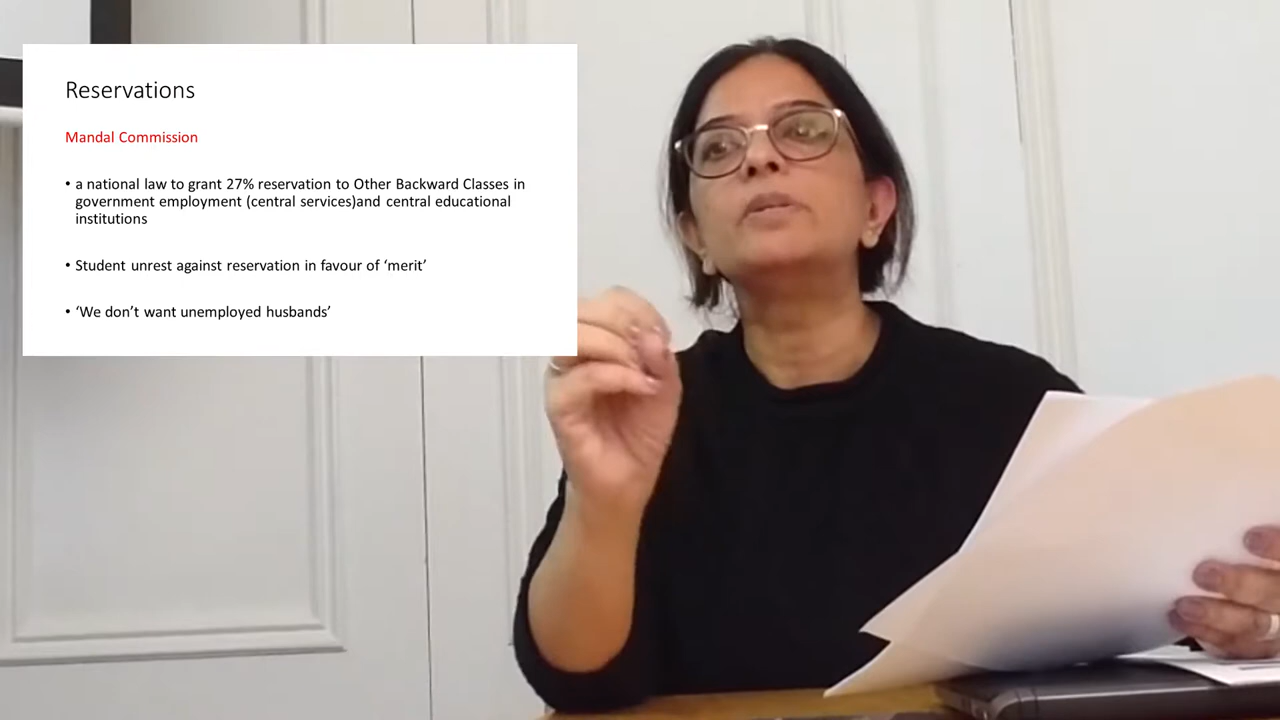 Reservations
Mandal Commission
• a national law to grant 27% reservation to Other Backward Classes in
government employment (central services)and central educational
institutions
• Student unrest against reservation in favour of ‘merit’
• ‘We don’t want unemployed husbands’